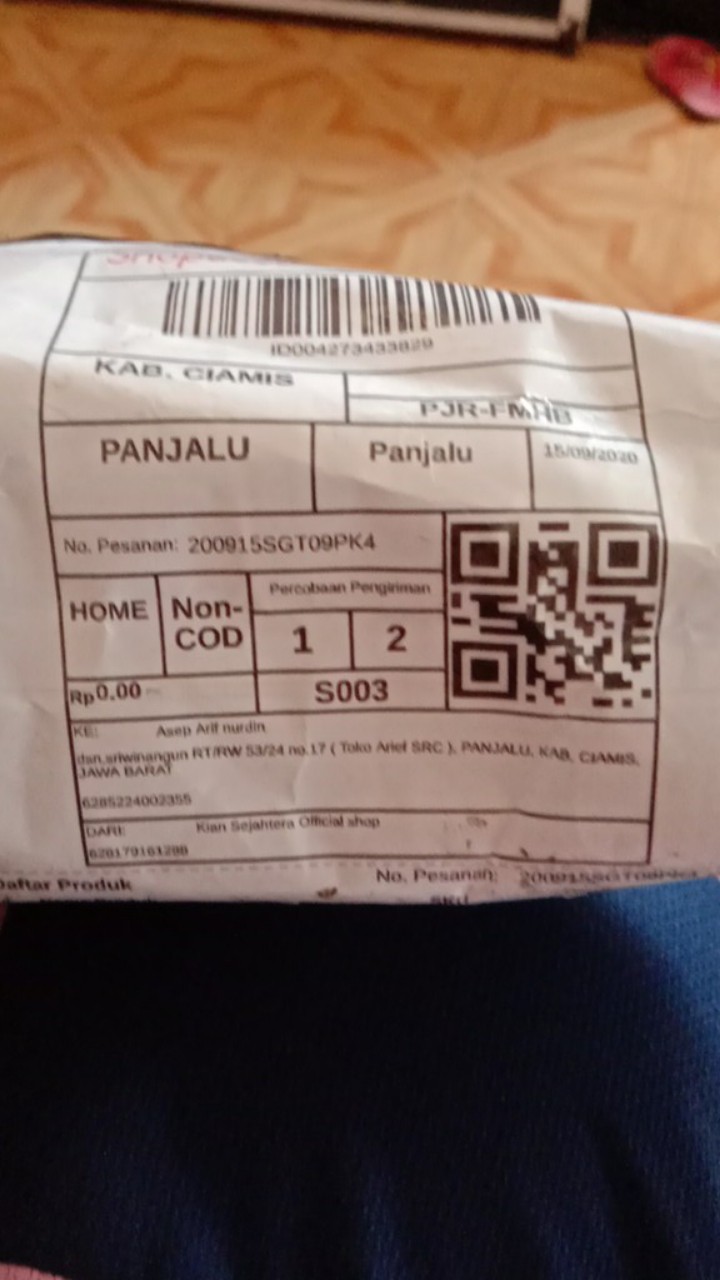 Shopee
ID004273433829
KAB. CIAMIS
PJR-FMHB
PANJALU
Panjalu
15/09/2020
No. Pesanan: 200915SGT09PK4
HOME
Non-
COD
Percobaan Pengiriman
1
2
Rp0.00
S003
KE:
Asep Arif nurdin
dsn.sriwinangun RT/RW 53/24 no.17 ( Toko Arief SRC ), PANJALU, KAB. CIAMIS,
JAWA BARAT
6285224002355
DARI:
Kian Sejahtera Official shop
Daftar Produk
No. Pesanan:
SKU